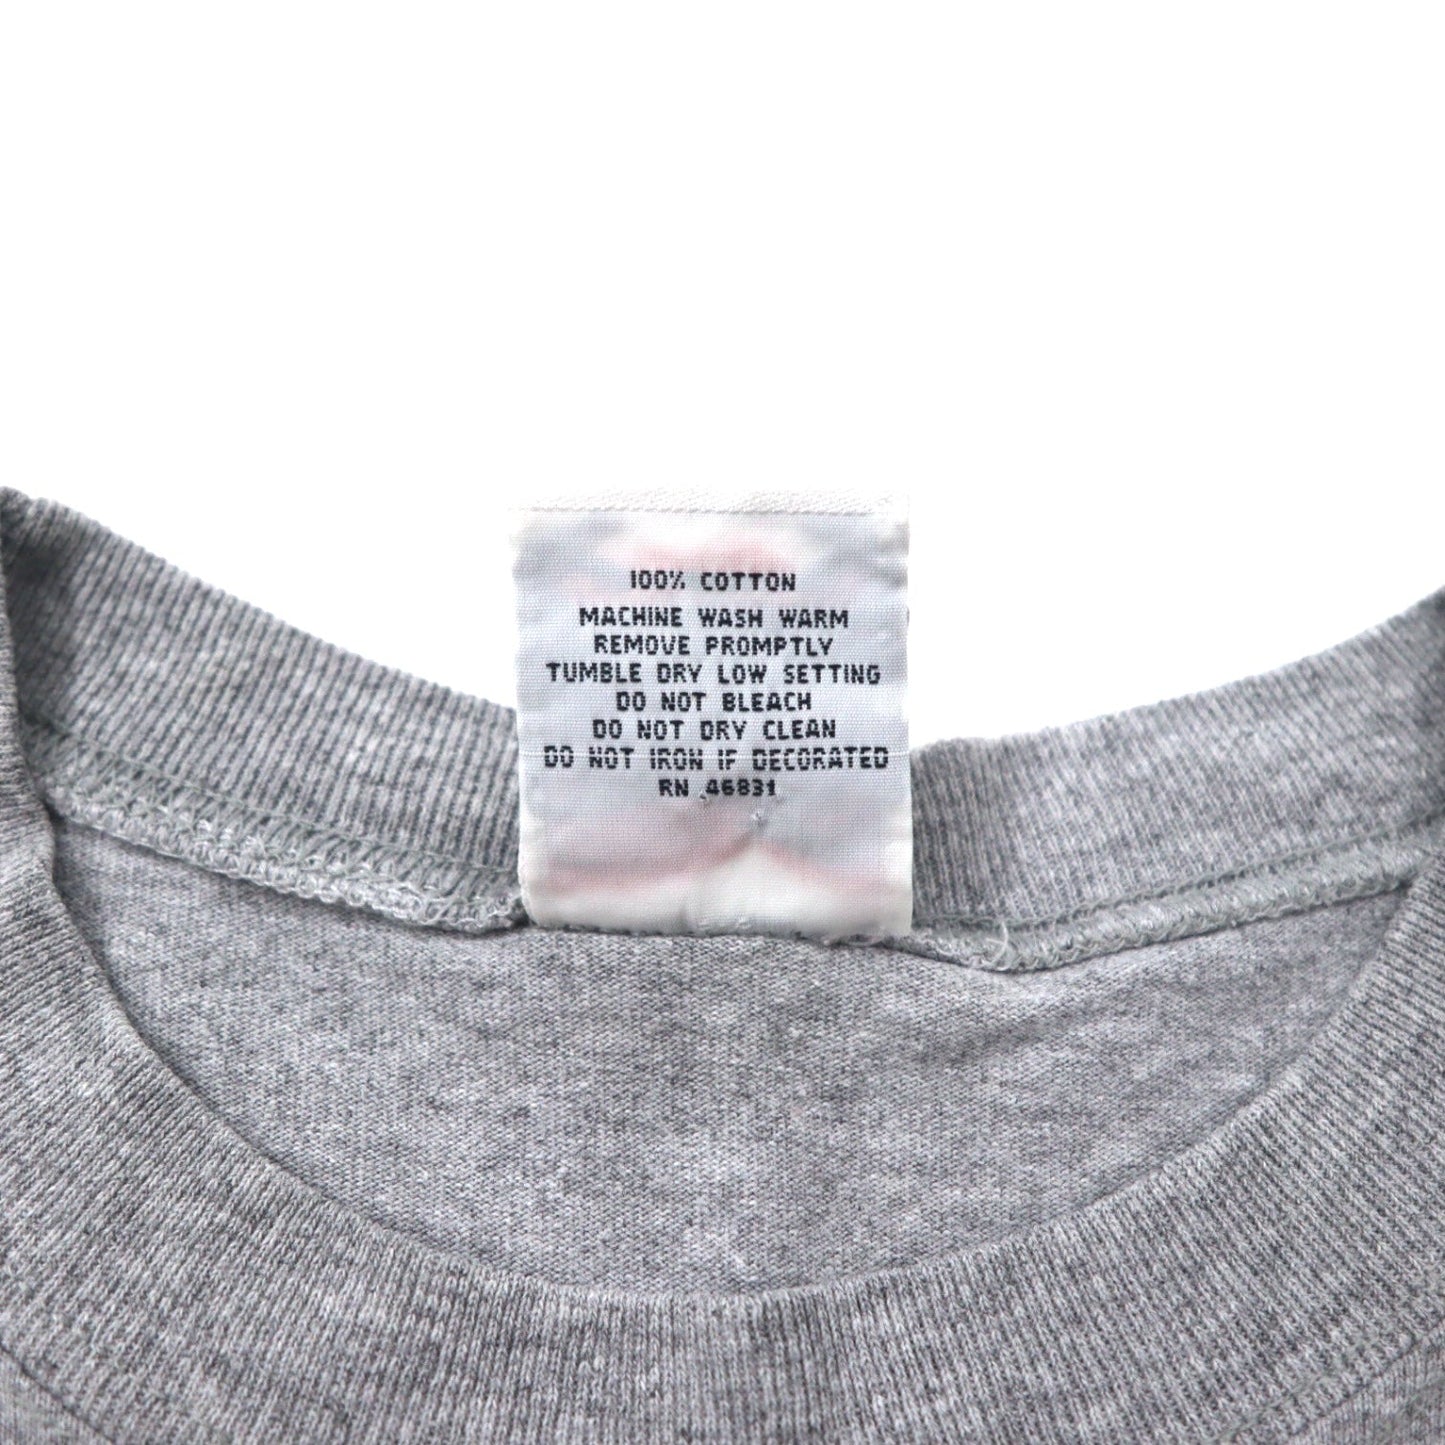 100% COTTON
MACHINE WASH WARM
REMOVE PROMPTLY
TUMBLE DRY LOW SETTING
DO NOT BLEACH
DO NOT DRY CLEAN
DO NOT IRON IF DECORATED
RN 46831